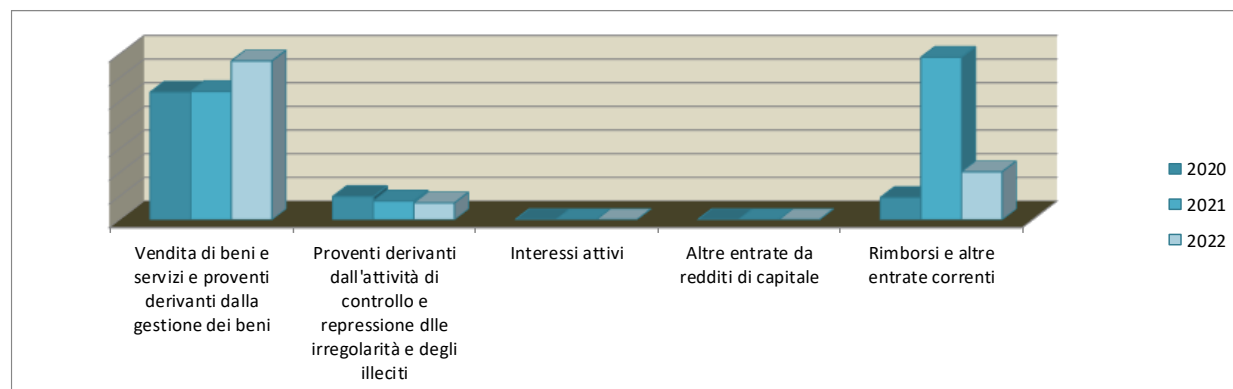 Vendita di beni e
servizi e proventi
derivanti dalla
gestione dei beni
Proventi derivanti
dall'attività di
controllo e
repressione dlle
irregolarità e degli
illeciti
Interessi attivi
Altre entrate da
redditi di capitale
Rimborsi e altre
entrate correnti
2020
2021
2022